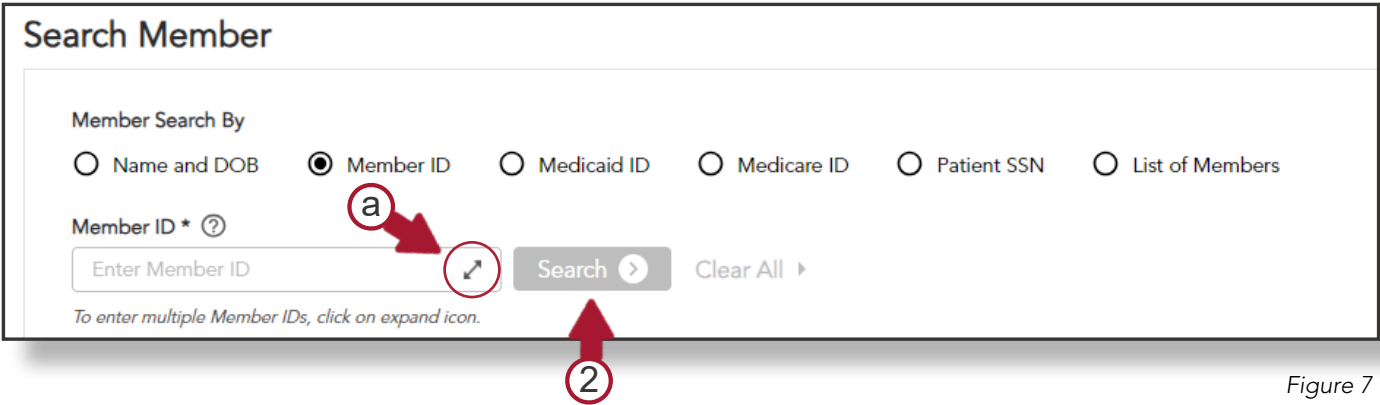 Search Member
Member Search By
Name and DOB Member ID Medicaid ID Medicare ID Patient SSN List of Members
a
Member ID * ?
Enter Member ID Search Clear All
To enter multiple Member IDs, click on expand icon.
2
Figure 7